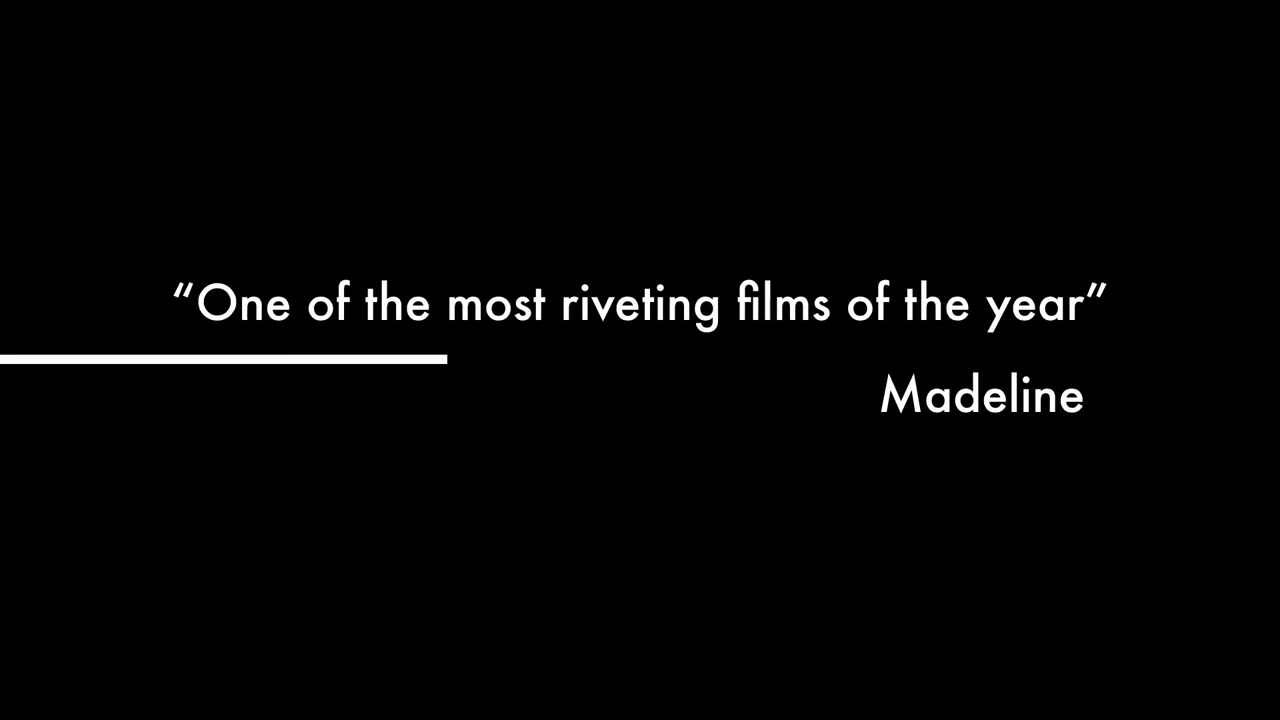 “One of the most riveting films of the year”
Madeline